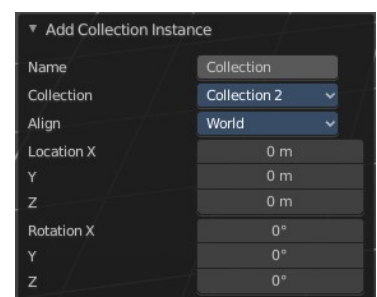 Add Collection Instance
Name Collection
Collection Collection 2
Align World
Location X 0 m
Y 0 m
Z 0 m
Rotation X 0°
Y 0°
Z 0°